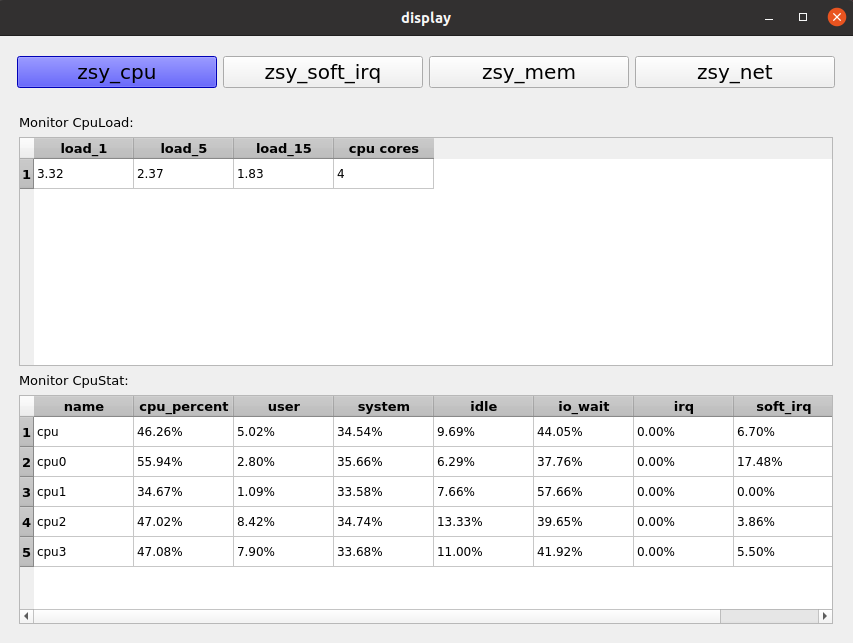 display
zsy_cpu zsy_soft_irq zsy_mem zsy_net
Monitor CpuLoad:
load_1 load_5 load_15 cpu cores
1 3.32 2.37 1.83 4
Monitor CpuStat:
name cpu_percent user system idle io_wait irq soft_irq
1 cpu 46.26% 5.02% 34.54% 9.69% 44.05% 0.00% 6.70%
2 cpu0 55.94% 2.80% 35.66% 6.29% 37.76% 0.00% 17.48%
3 cpu1 34.67% 1.09% 33.58% 7.66% 57.66% 0.00% 0.00%
4 cpu2 47.02% 8.42% 34.74% 13.33% 39.65% 0.00% 3.86%
5 cpu3 47.08% 7.90% 33.68% 11.00% 41.92% 0.00% 5.50%